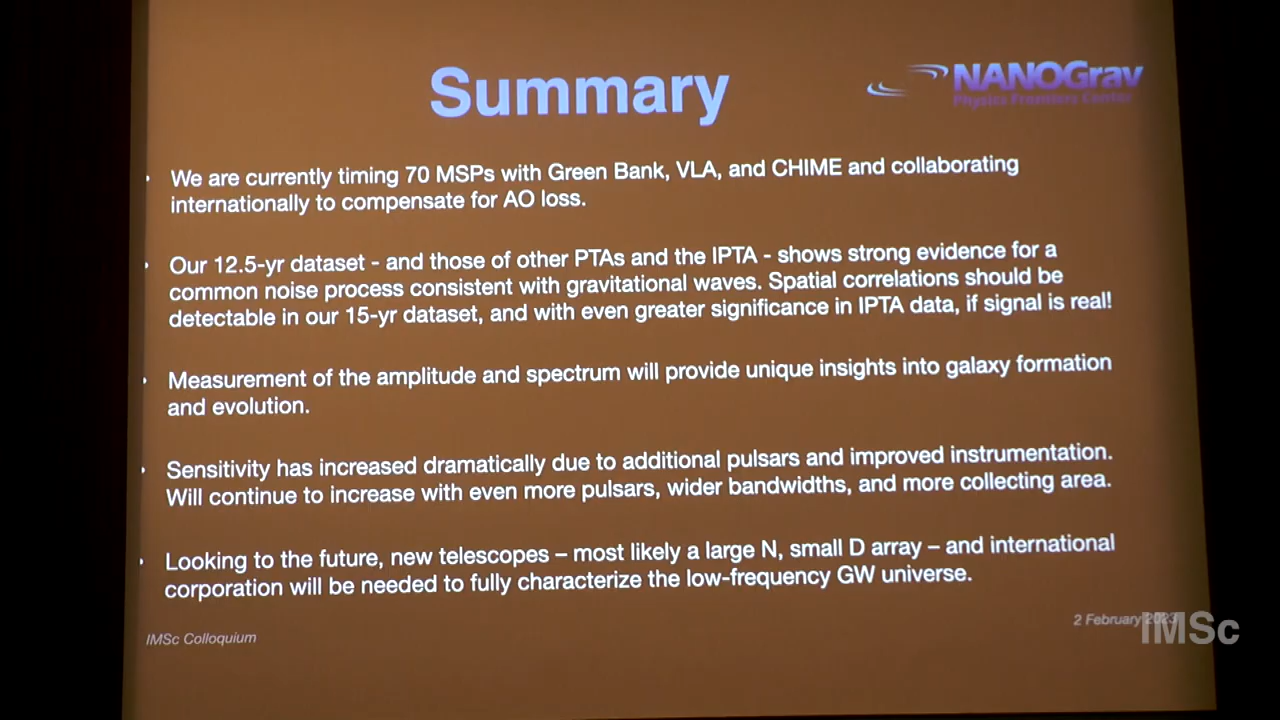 Summary
NANOGrav
Physics Frontiers Center
• We are currently timing 70 MSPs with Green Bank, VLA, and CHIME and collaborating
internationally to compensate for AO loss.
• Our 12.5-yr dataset - and those of other PTAs and the IPTA - shows strong evidence for a
common noise process consistent with gravitational waves. Spatial correlations should be
detectable in our 15-yr dataset, and with even greater significance in IPTA data, if signal is real!
• Measurement of the amplitude and spectrum will provide unique insights into galaxy formation
and evolution.
• Sensitivity has increased dramatically due to additional pulsars and improved instrumentation.
Will continue to increase with even more pulsars, wider bandwidths, and more collecting area.
• Looking to the future, new telescopes – most likely a large N, small D array – and international
corporation will be needed to fully characterize the low-frequency GW universe.
IMSc Colloquium
2 February 2023
IMSc